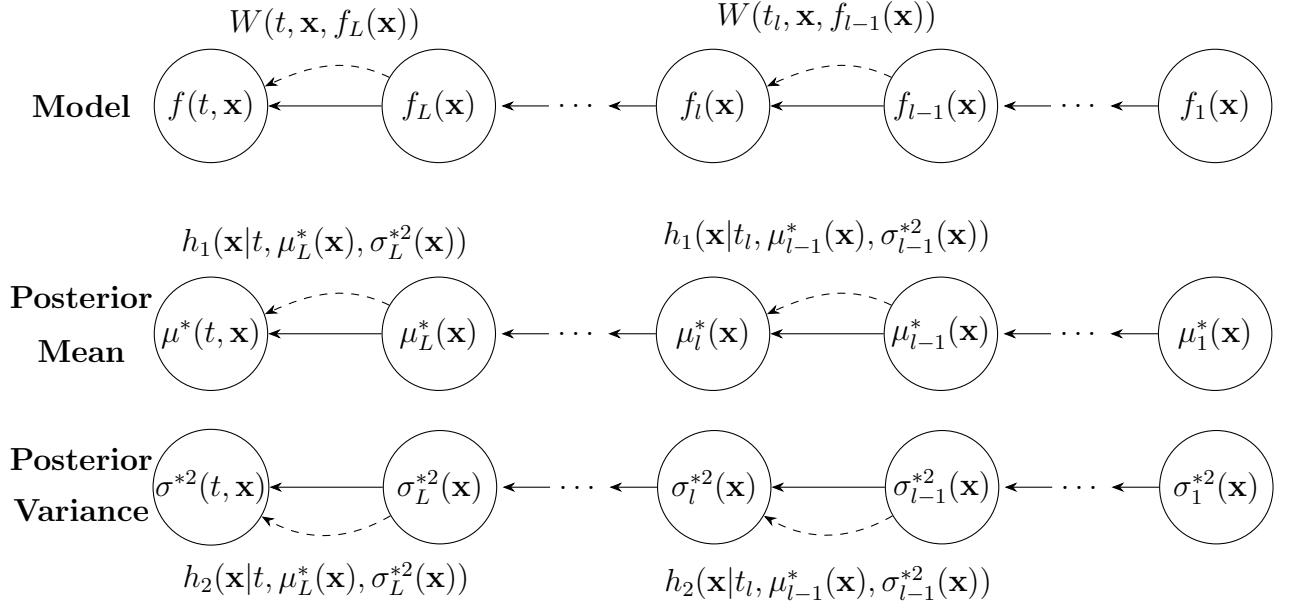 W(t, x, f_L(x)) W(t_l, x, f_{l−1}(x))
Model f(t, x) f_L(x) ··· f_l(x) f_{l−1}(x) ··· f_1(x)
h_1(x|t, μ*_L(x), σ*²_L(x)) h_1(x|t_l, μ*_{l−1}(x), σ*²_{l−1}(x))
Posterior
Mean
μ*(t, x) μ*_L(x) ··· μ*_l(x) μ*_{l−1}(x) ··· μ*_1(x)
Posterior
Variance
σ*²(t, x) σ*²_L(x) ··· σ*²_l(x) σ*²_{l−1}(x) ··· σ*²_1(x)
h_2(x|t, μ*_L(x), σ*²_L(x)) h_2(x|t_l, μ*_{l−1}(x), σ*²_{l−1}(x))